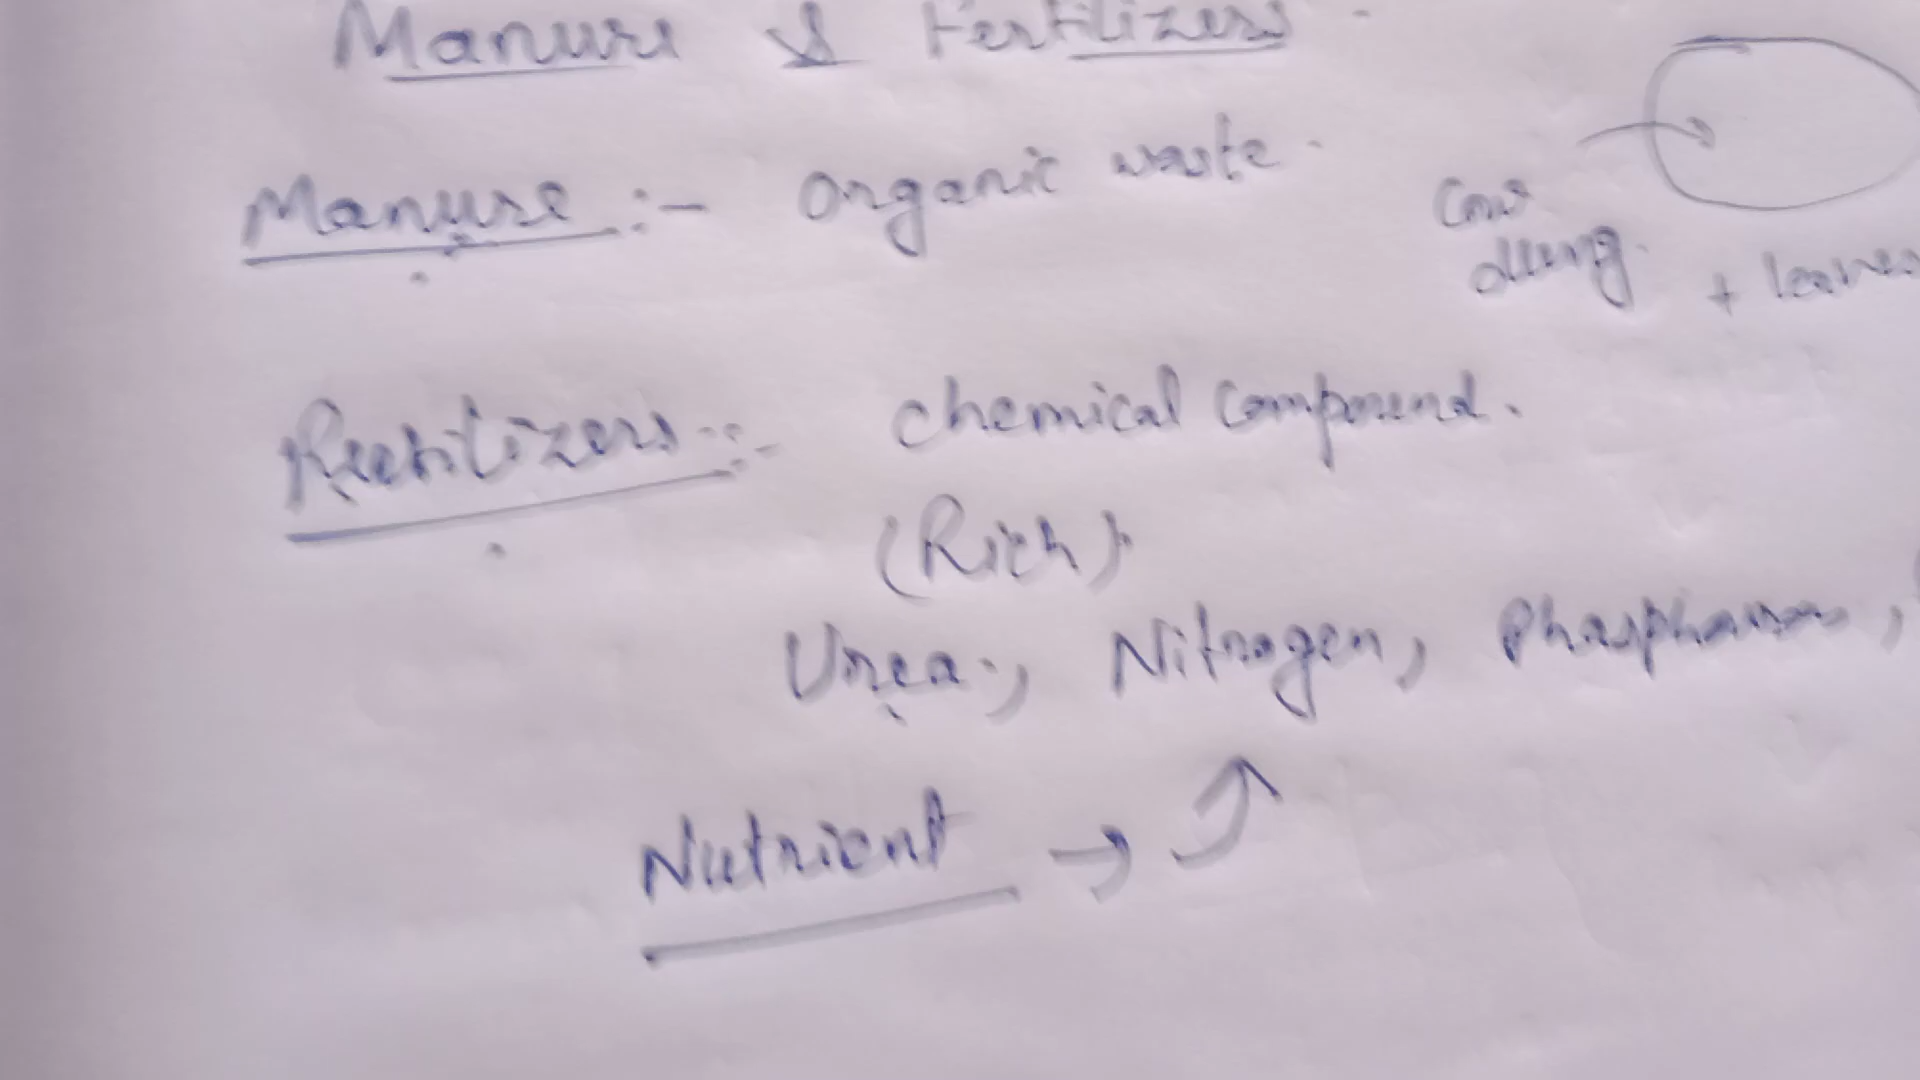 Manure & Fertilizers
Manure :- Organic waste.
Cow dung + leaves
Fertilizers :- chemical compound.
(Rich)
Urea, Nitrogen, Phosphorus,
Nutrient → ↑